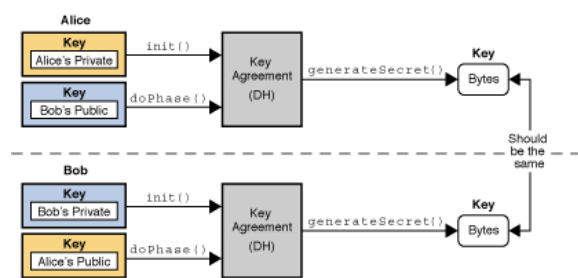 Alice
Key
Alice's Private
init()
Key
Bob's Public
doPhase()
Key
Agreement
(DH)
generateSecret()
Key
Bytes
Should
be the
same
Bob
Key
Bob's Private
init()
Key
Alice's Public
doPhase()
Key
Agreement
(DH)
generateSecret()
Key
Bytes